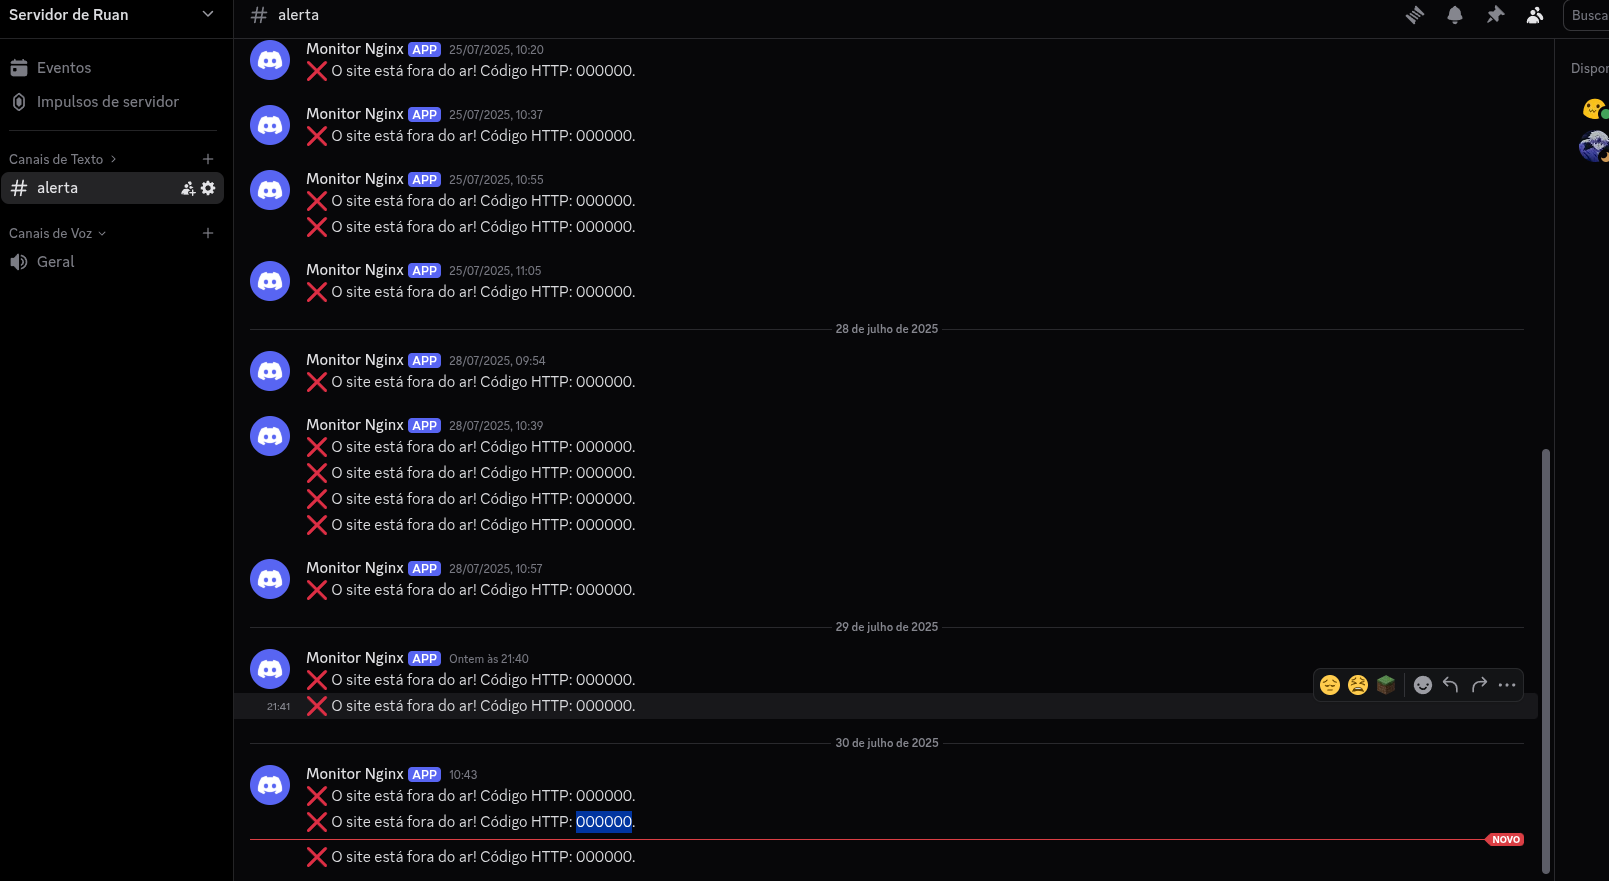 Servidor de Ruan
Eventos
Impulsos de servidor
Canais de Texto
alerta
Canais de Voz
Geral
alerta
Busca
Monitor Nginx APP 25/07/2025, 10:20
❌ O site está fora do ar! Código HTTP: 000000.
Monitor Nginx APP 25/07/2025, 10:37
❌ O site está fora do ar! Código HTTP: 000000.
Monitor Nginx APP 25/07/2025, 10:55
❌ O site está fora do ar! Código HTTP: 000000.
❌ O site está fora do ar! Código HTTP: 000000.
Monitor Nginx APP 25/07/2025, 11:05
❌ O site está fora do ar! Código HTTP: 000000.
28 de julho de 2025
Monitor Nginx APP 28/07/2025, 09:54
❌ O site está fora do ar! Código HTTP: 000000.
Monitor Nginx APP 28/07/2025, 10:39
❌ O site está fora do ar! Código HTTP: 000000.
❌ O site está fora do ar! Código HTTP: 000000.
❌ O site está fora do ar! Código HTTP: 000000.
❌ O site está fora do ar! Código HTTP: 000000.
Monitor Nginx APP 28/07/2025, 10:57
❌ O site está fora do ar! Código HTTP: 000000.
29 de julho de 2025
Monitor Nginx APP Ontem às 21:40
❌ O site está fora do ar! Código HTTP: 000000.
21:41 ❌ O site está fora do ar! Código HTTP: 000000.
30 de julho de 2025
Monitor Nginx APP 10:43
❌ O site está fora do ar! Código HTTP: 000000.
❌ O site está fora do ar! Código HTTP: 000000.
NOVO
❌ O site está fora do ar! Código HTTP: 000000.
Dispon